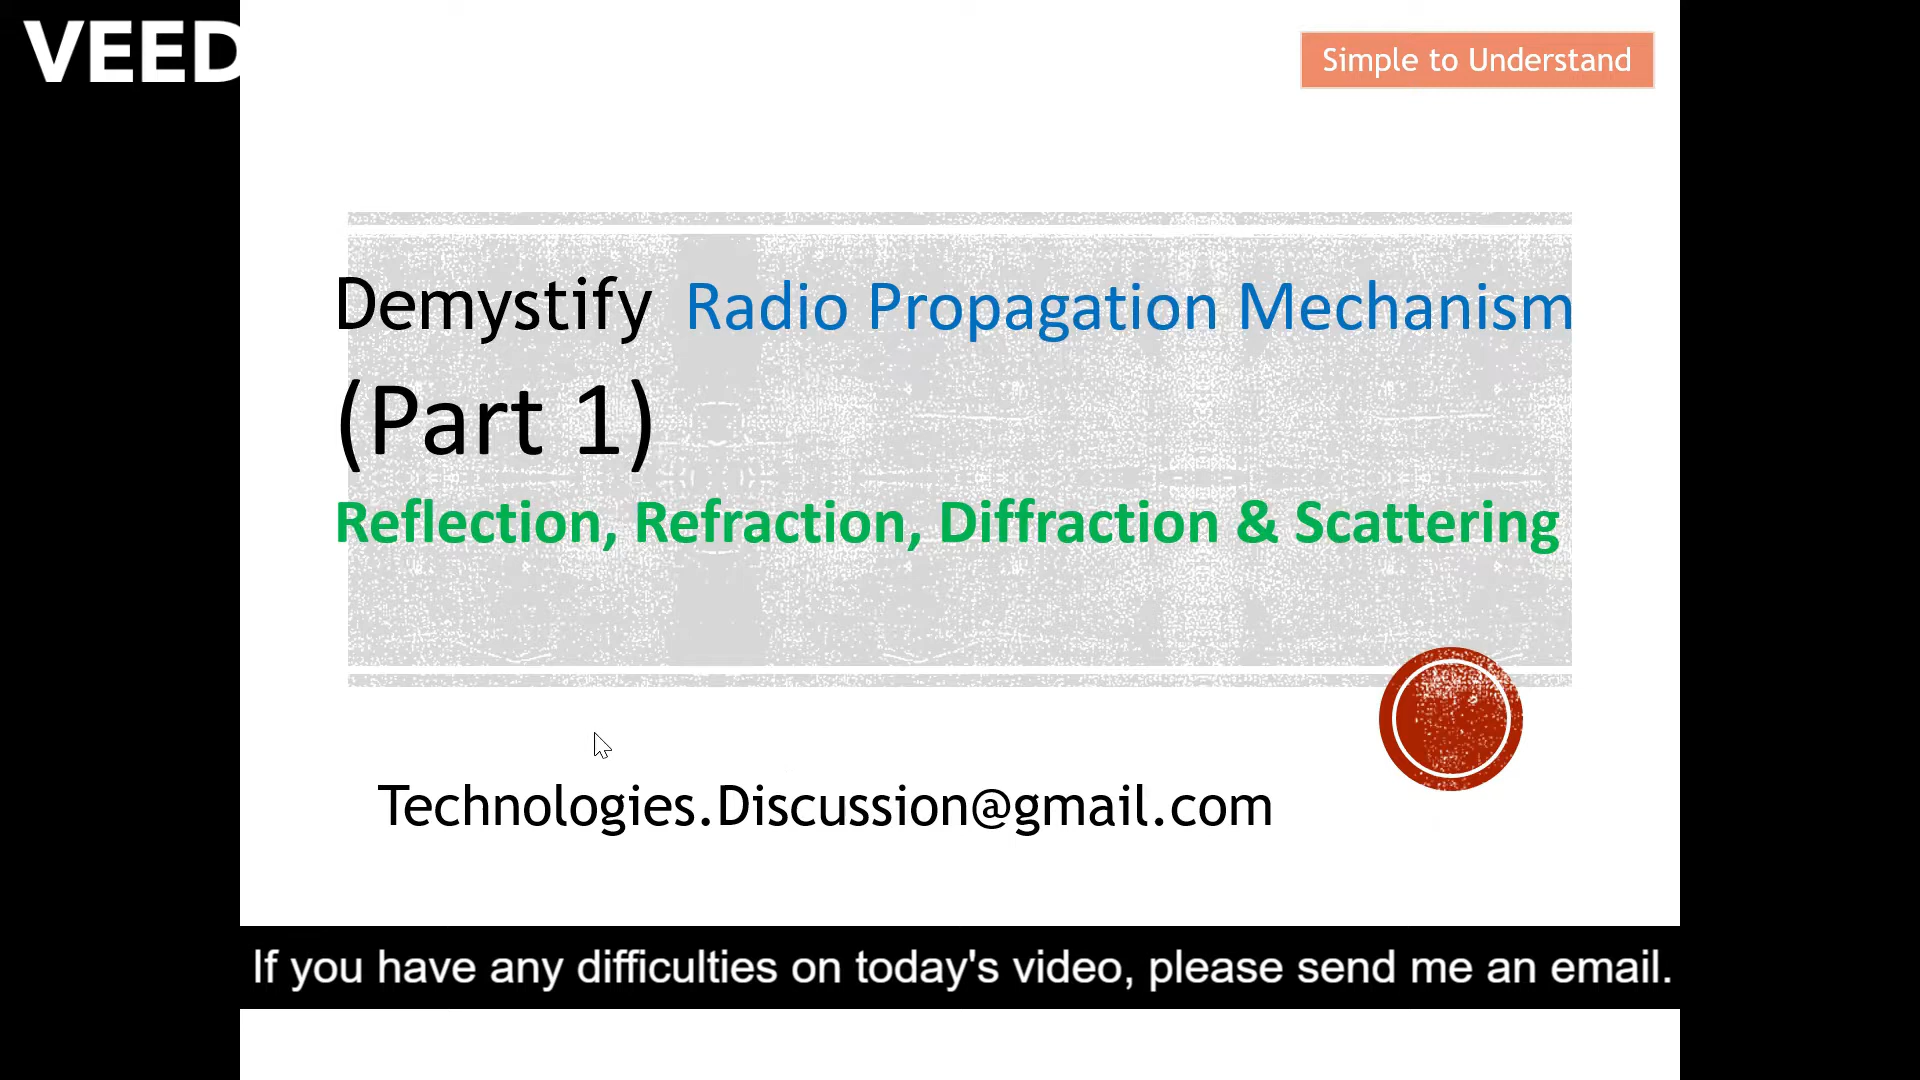 VEED
Simple to Understand
Demystify Radio Propagation Mechanism
(Part 1)
Reflection, Refraction, Diffraction & Scattering
Technologies.Discussion@gmail.com
If you have any difficulties on today's video, please send me an email.